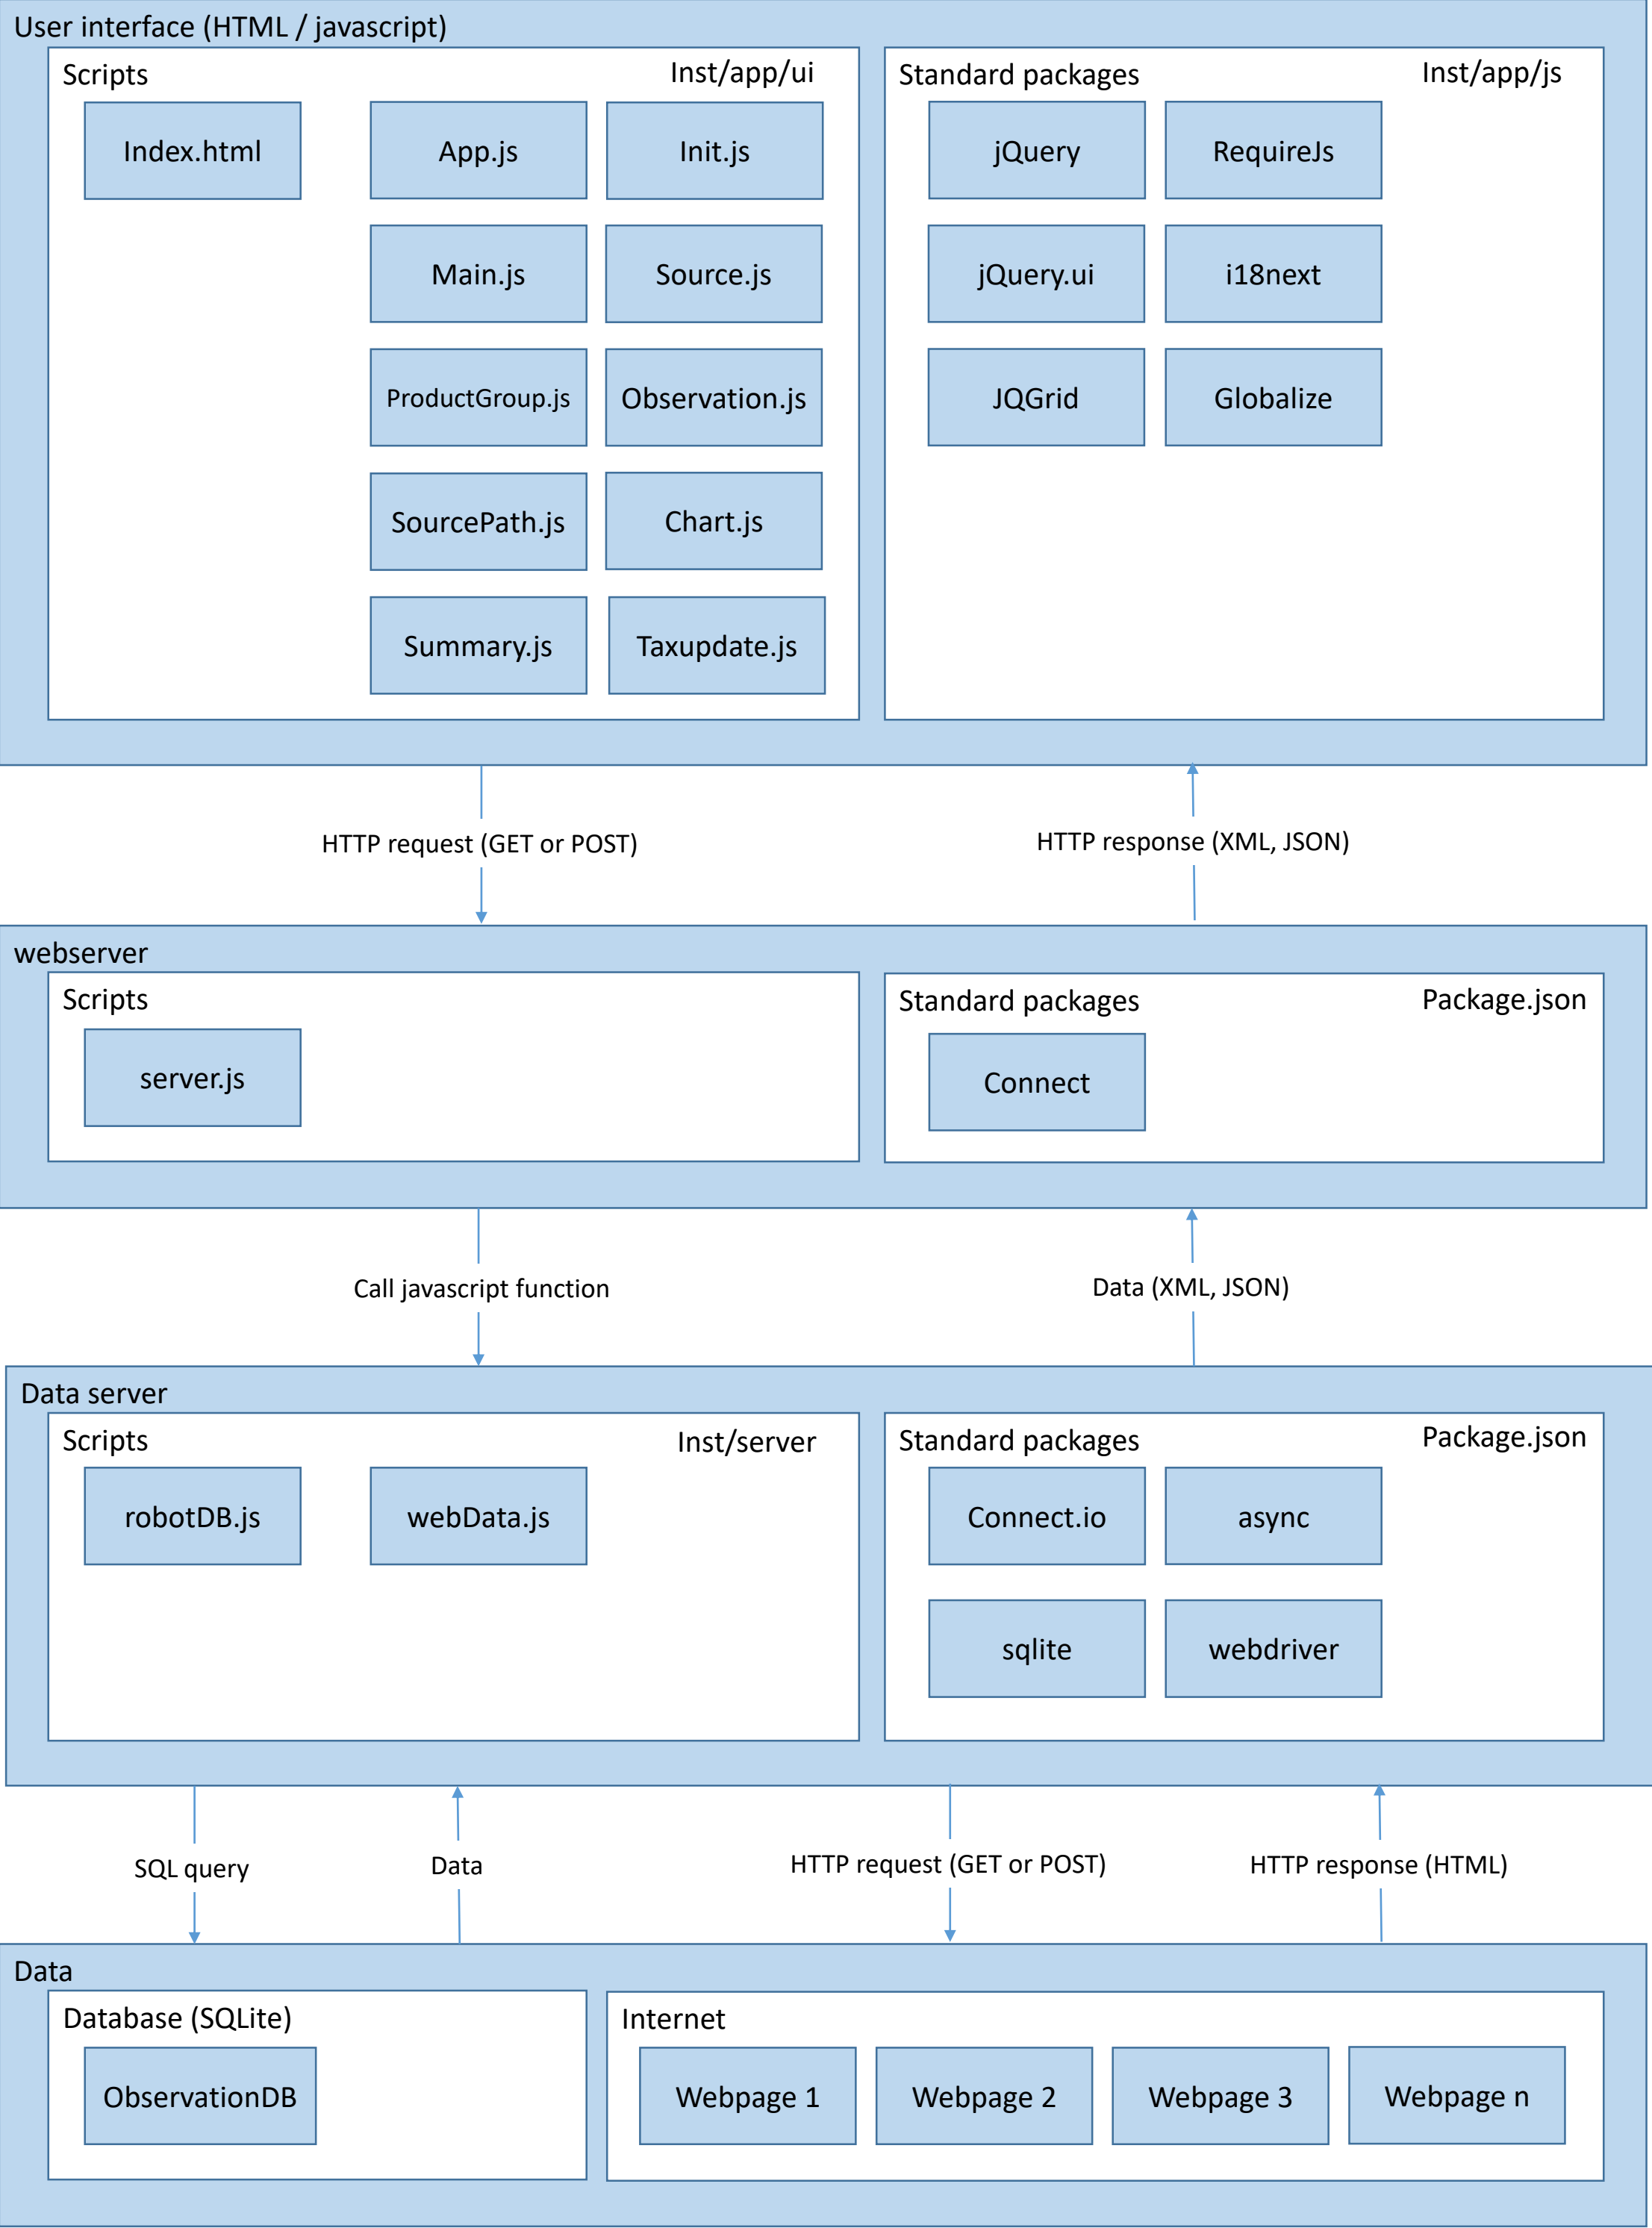 User interface (HTML / javascript)
Scripts
Inst/app/ui
Index.html
App.js
Init.js
Main.js
Source.js
ProductGroup.js
Observation.js
SourcePath.js
Chart.js
Summary.js
Taxupdate.js
Standard packages
Inst/app/js
jQuery
RequireJs
jQuery.ui
i18next
JQGrid
Globalize
HTTP request (GET or POST)
HTTP response (XML, JSON)
webserver
Scripts
server.js
Standard packages
Package.json
Connect
Call javascript function
Data (XML, JSON)
Data server
Scripts
Inst/server
robotDB.js
webData.js
Standard packages
Package.json
Connect.io
async
sqlite
webdriver
SQL query
Data
HTTP request (GET or POST)
HTTP response (HTML)
Data
Database (SQLite)
ObservationDB
Internet
Webpage 1
Webpage 2
Webpage 3
Webpage n